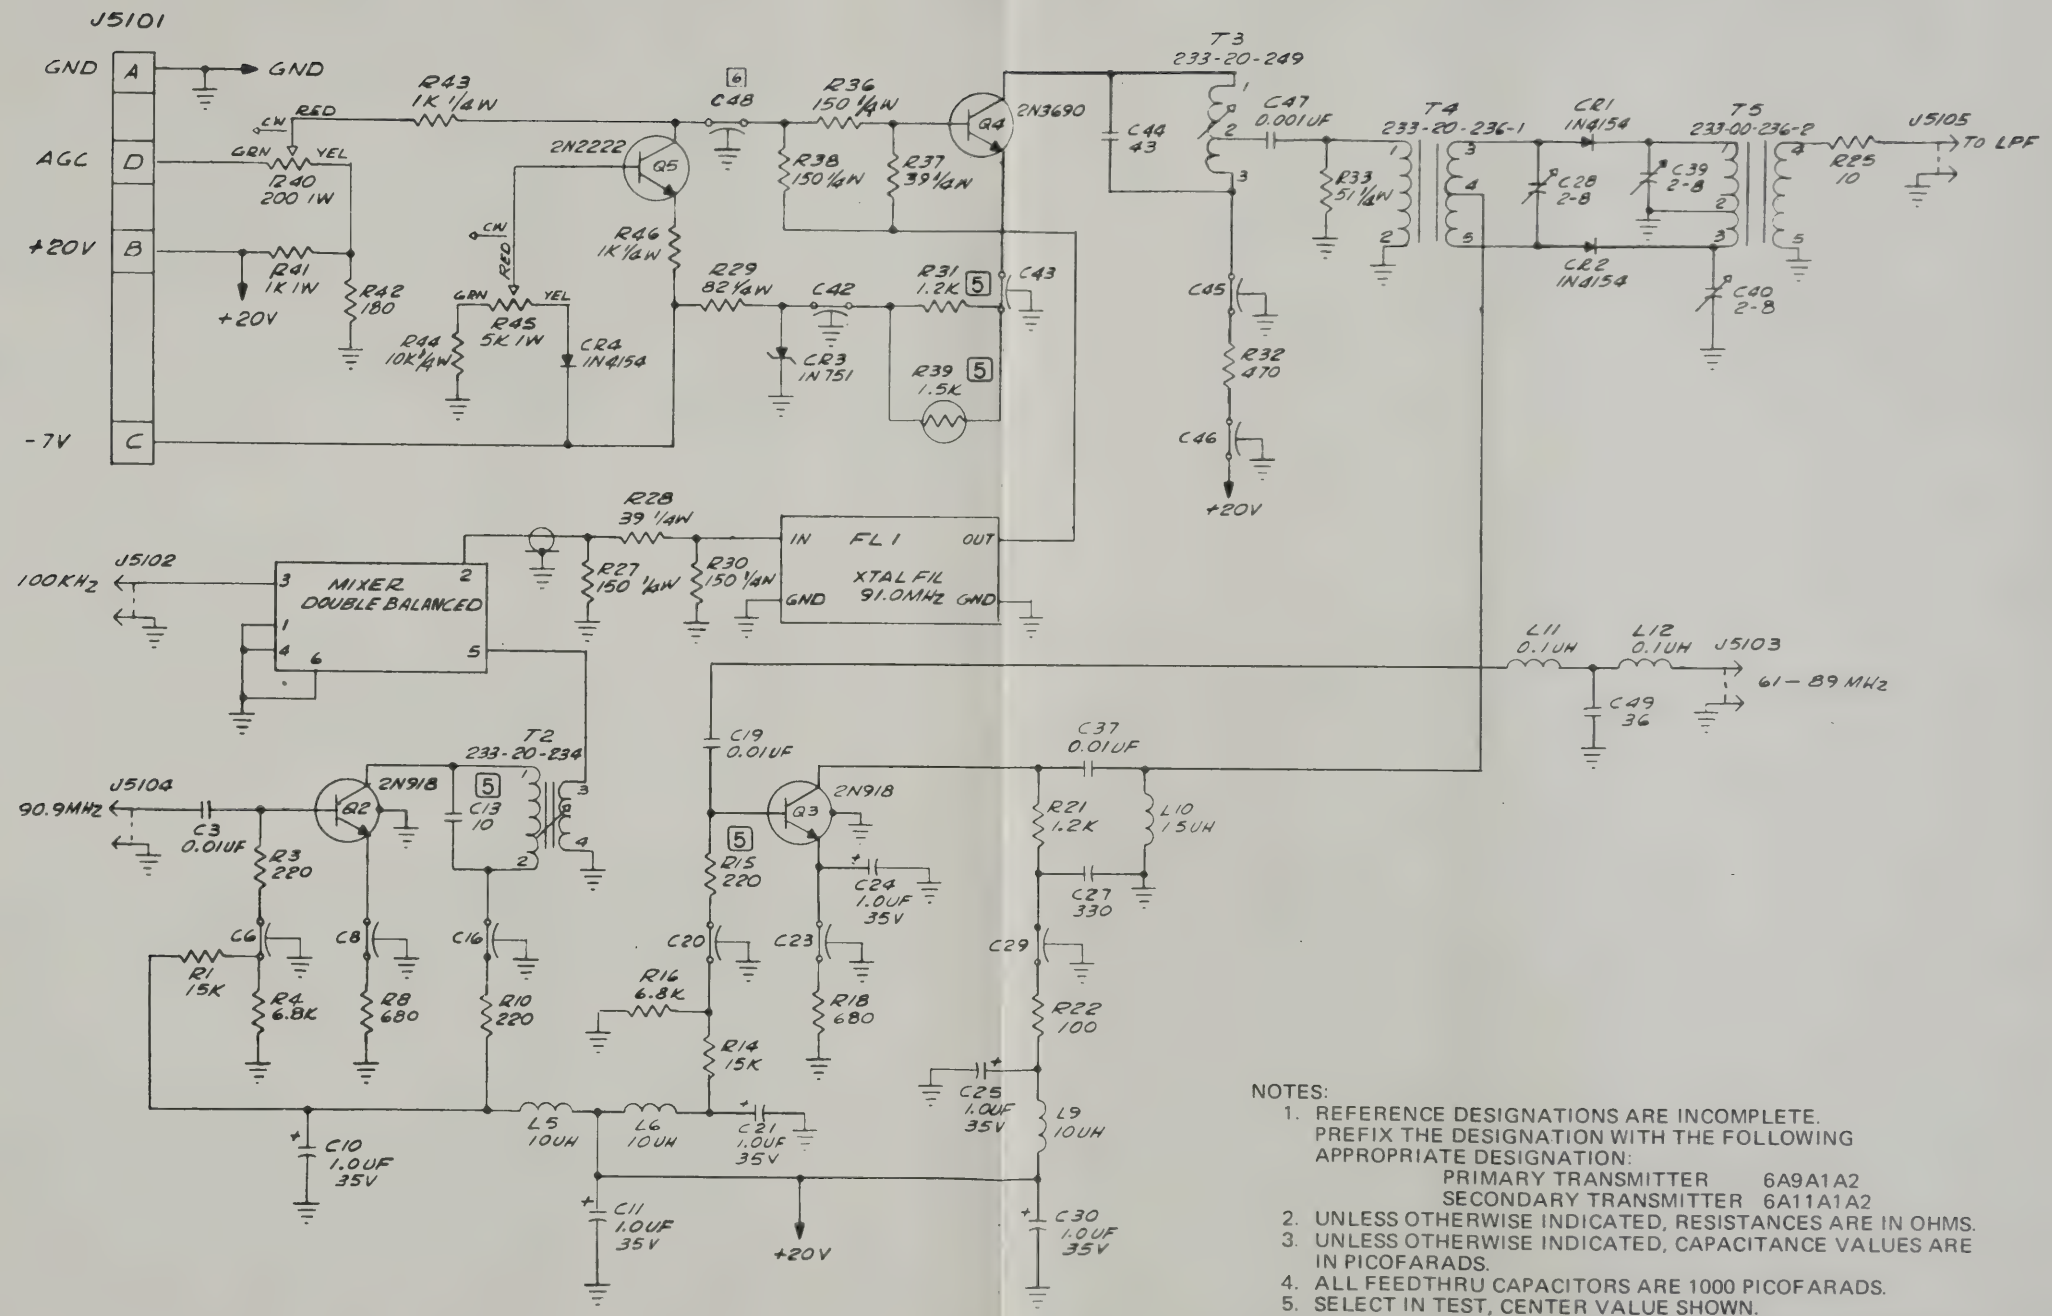 J5101
GND A GND
R43
1K 1/4W
RED
CW
AGC D
GRN YEL
R40
200 1W
+20V B
R41
1K 1W
+20V
R42
180
-7V C
2N2222
Q5
6
C48
R36
150 1/4W
R38
150 1/4W
R37
39 1/4W
Q4
2N3690
R46
1K 1/4W
CW
RED
GRN YEL
R45
5K 1W
R44
10K 1/4W
CR4
1N4154
R29
82 1/4W
C42
CR3
1N751
R31 5
1.2K
C43
R39 5
1.5K
C44
43
T3
233-20-249
1
2
3
C47
0.001UF
R33
51 1/4W
C45
R32
470
C46
+20V
T4
233-20-236-1
1
2
3
4
5
CR1
1N4154
C28
2-8
CR2
1N4154
C39
2-8
C40
2-8
T5
233-00-236-2
1
2
3
4
5
R25
10
J5105
TO LPF
J5102
100KHZ
3 2
MIXER
DOUBLE BALANCED
1
4
6
5
R28
39 1/4W
R27
150 1/4W
R30
150 1/4W
IN FL1 OUT
XTAL FIL
91.0MHZ
GND GND
L11
0.1UH
L12
0.1UH
J5103
61-89 MHZ
C49
36
J5104
90.9MHZ
C3
0.01UF
R3
220
Q2
2N918
5
C13
10
T2
233-20-234
1
2
3
4
C6
C8
C16
R1
15K
R4
6.8K
R8
680
R10
220
C10
1.0UF
35V
L5
10UH
L6
10UH
C19
0.01UF
Q3
2N918
5
R15
220
C24
1.0UF
35V
C20
C23
R16
6.8K
R18
680
R14
15K
C21
1.0UF
35V
C37
0.01UF
R21
1.2K
L10
15UH
C27
330
C29
R22
100
C25
1.0UF
35V
L9
10UH
C11
1.0UF
35V
+20V
C30
1.0UF
35V
NOTES:
1. REFERENCE DESIGNATIONS ARE INCOMPLETE.
PREFIX THE DESIGNATION WITH THE FOLLOWING
APPROPRIATE DESIGNATION:
PRIMARY TRANSMITTER 6A9A1A2
SECONDARY TRANSMITTER 6A11A1A2
2. UNLESS OTHERWISE INDICATED, RESISTANCES ARE IN OHMS.
3. UNLESS OTHERWISE INDICATED, CAPACITANCE VALUES ARE
IN PICOFARADS.
4. ALL FEEDTHRU CAPACITORS ARE 1000 PICOFARADS.
5. SELECT IN TEST, CENTER VALUE SHOWN.